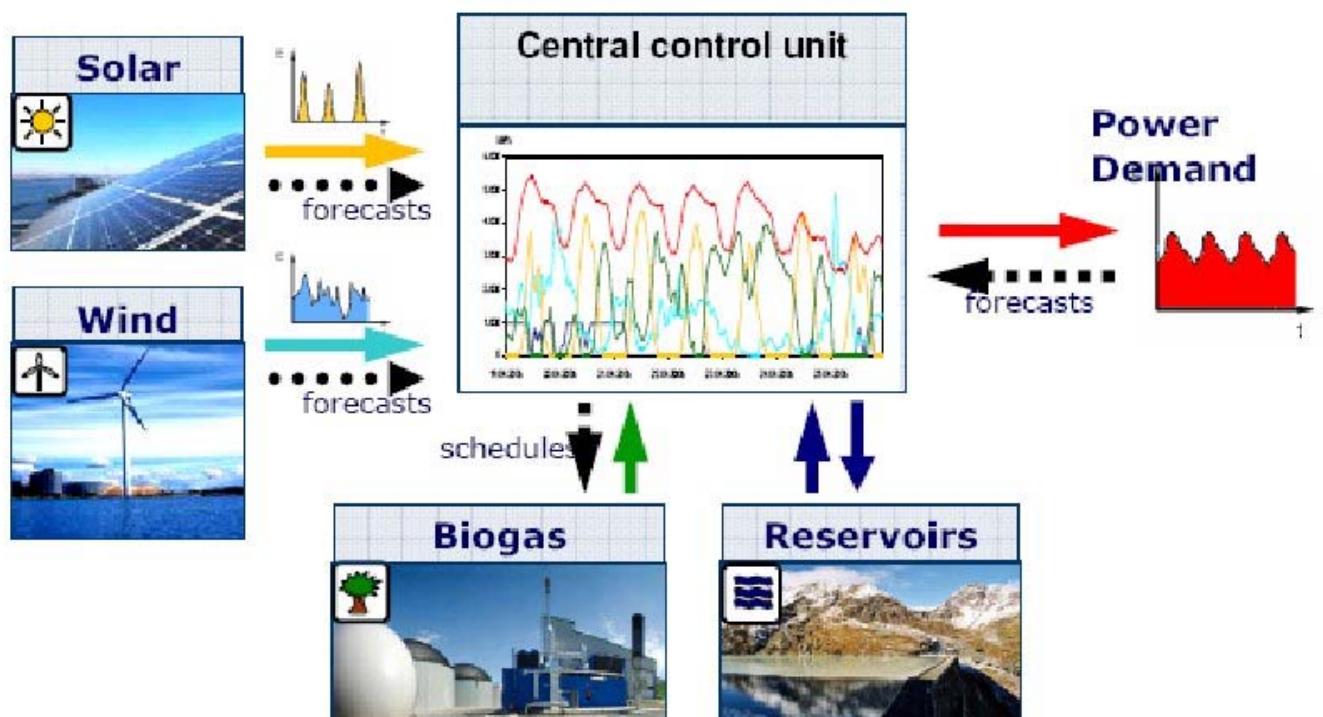 Solar
forecasts
Wind
forecasts
Central control unit
Power
Demand
forecasts
t
schedules
Biogas
Reservoirs